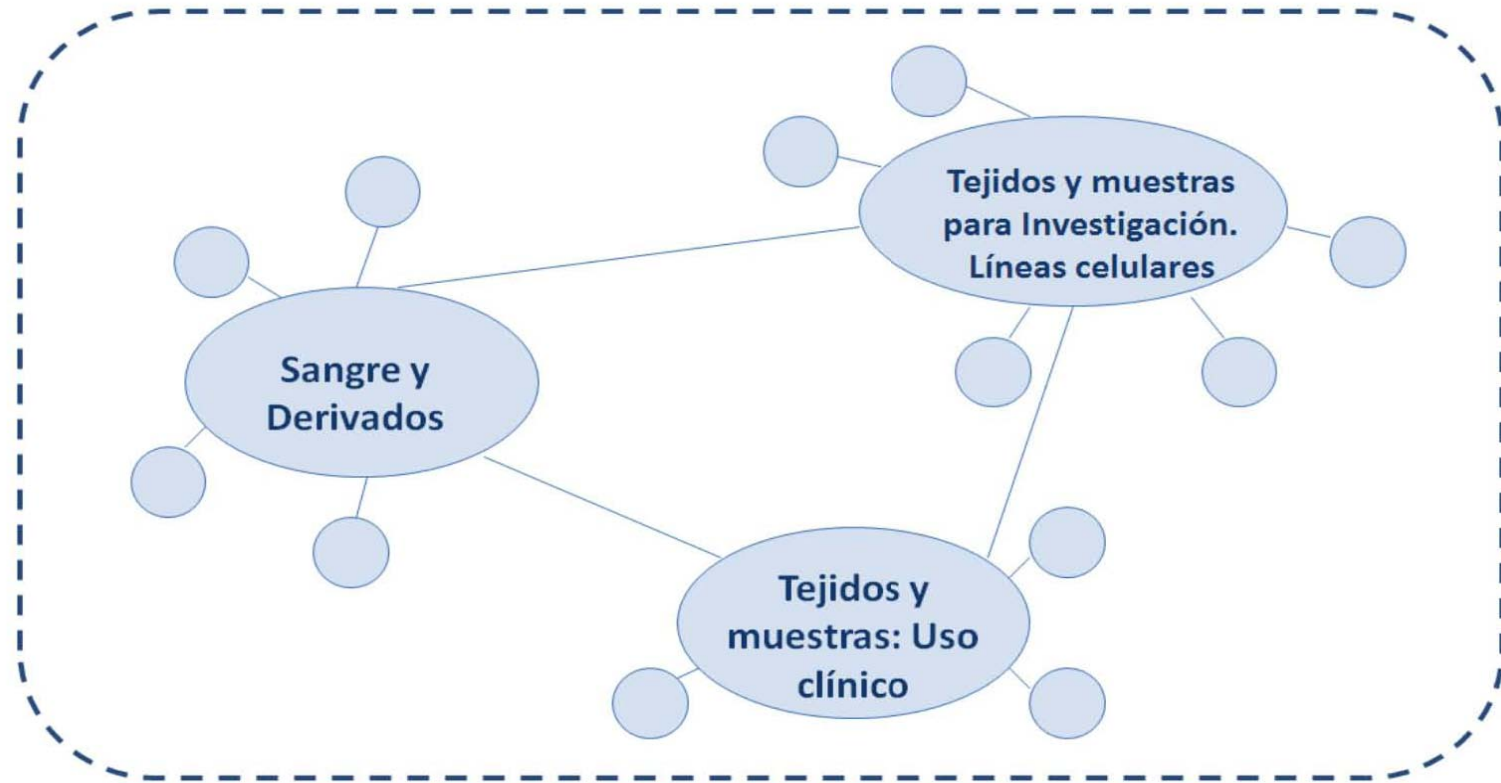 Tejidos y muestras
para Investigación.
Líneas celulares
Sangre y
Derivados
Tejidos y
muestras: Uso
clínico